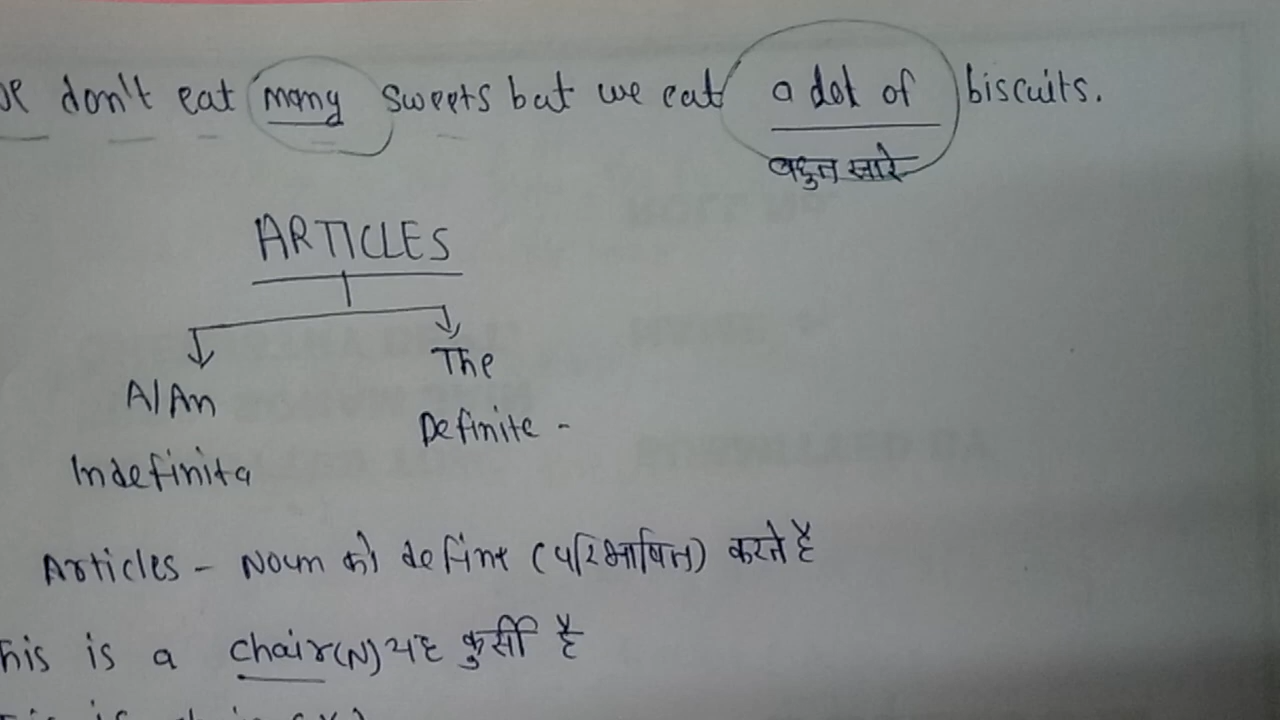 don't eat many sweets but we eat a lot of biscuits.
बहुत सारे
ARTICLES
A/An
The
Indefinite
Definite -
Articles - Noun को define (परिभाषित) करते है
his is a chair(N) यह कुर्सी है